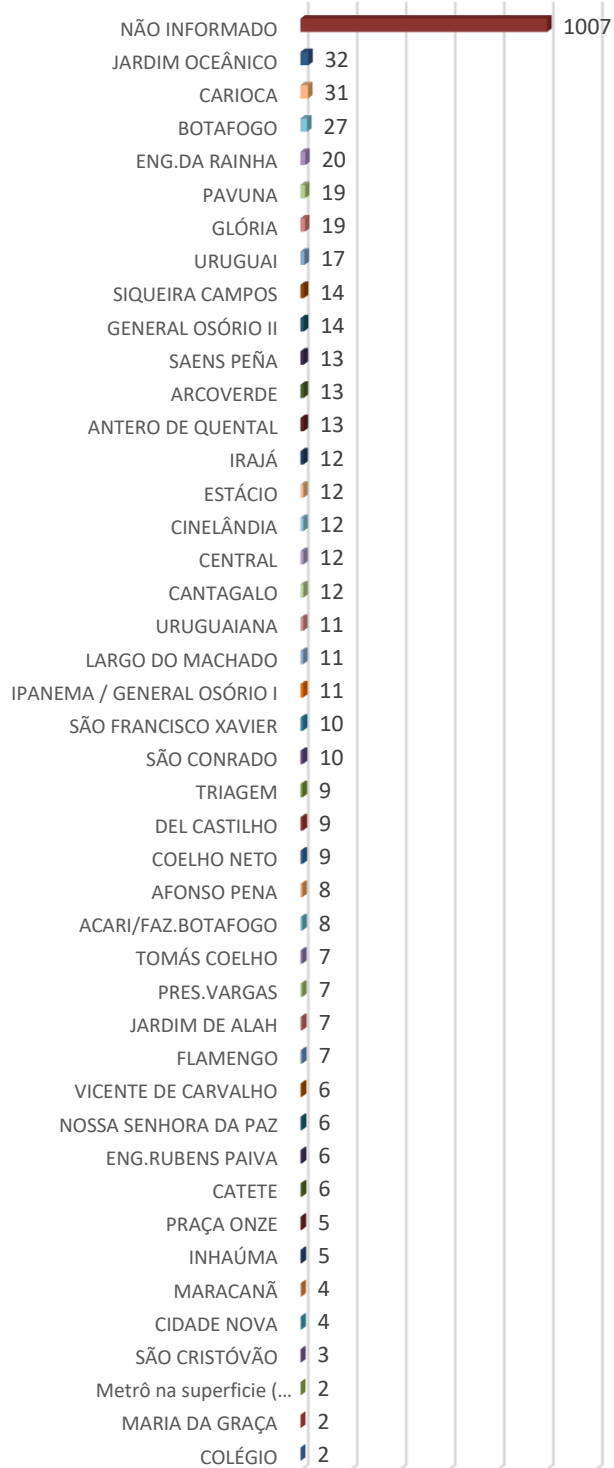 NÃO INFORMADO 1007
JARDIM OCEÂNICO 32
CARIOCA 31
BOTAFOGO 27
ENG.DA RAINHA 20
PAVUNA 19
GLÓRIA 19
URUGUAI 17
SIQUEIRA CAMPOS 14
GENERAL OSÓRIO II 14
SAENS PEÑA 13
ARCOVERDE 13
ANTERO DE QUENTAL 13
IRAJÁ 12
ESTÁCIO 12
CINELÂNDIA 12
CENTRAL 12
CANTAGALO 12
URUGUAIANA 11
LARGO DO MACHADO 11
IPANEMA / GENERAL OSÓRIO I 11
SÃO FRANCISCO XAVIER 10
SÃO CONRADO 10
TRIAGEM 9
DEL CASTILHO 9
COELHO NETO 9
AFONSO PENA 8
ACARI/FAZ.BOTAFOGO 8
TOMÁS COELHO 7
PRES.VARGAS 7
JARDIM DE ALAH 7
FLAMENGO 7
VICENTE DE CARVALHO 6
NOSSA SENHORA DA PAZ 6
ENG.RUBENS PAIVA 6
CATETE 6
PRAÇA ONZE 5
INHAÚMA 5
MARACANÃ 4
CIDADE NOVA 4
SÃO CRISTÓVÃO 3
Metrô na superficie (... 2
MARIA DA GRAÇA 2
COLÉGIO 2